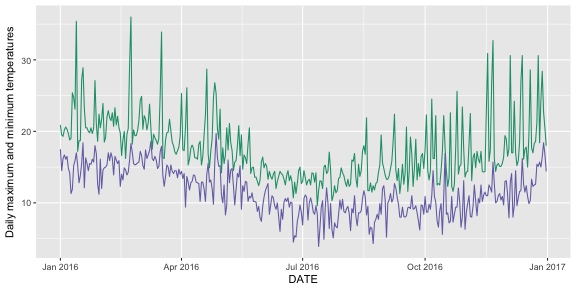 Daily maximum and minimum temperatures
30
20
10
Jan 2016
Apr 2016
Jul 2016
Oct 2016
Jan 2017
DATE